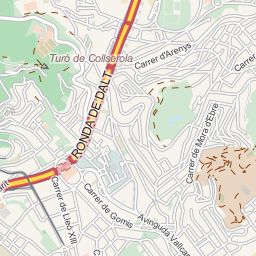 Carrer d'Arenys
Turó de Collserola
RONDA DE DALT
Carrer de Mora d'Ebre
Carrer de Lleó XIII
Carrer de Gomis
Avinguda Vallcarca